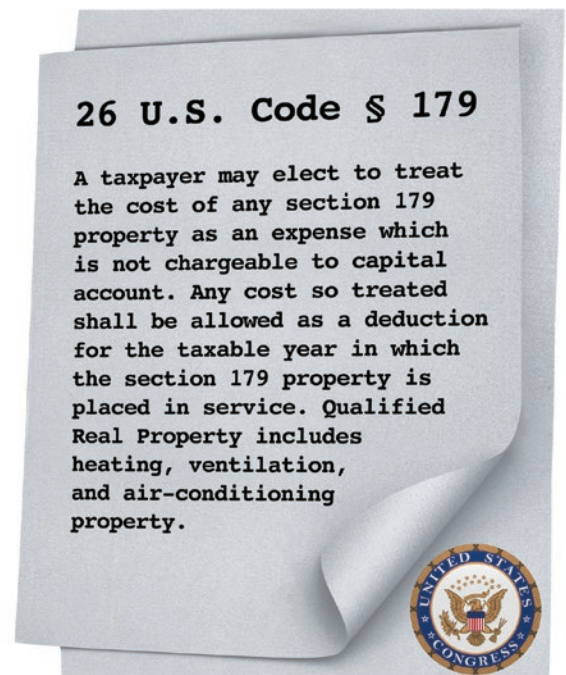 26 U.S. Code § 179
A taxpayer may elect to treat
the cost of any section 179
property as an expense which
is not chargeable to capital
account. Any cost so treated
shall be allowed as a deduction
for the taxable year in which
the section 179 property is
placed in service. Qualified
Real Property includes
heating, ventilation,
and air-conditioning
property.
UNITED STATES
CONGRESS